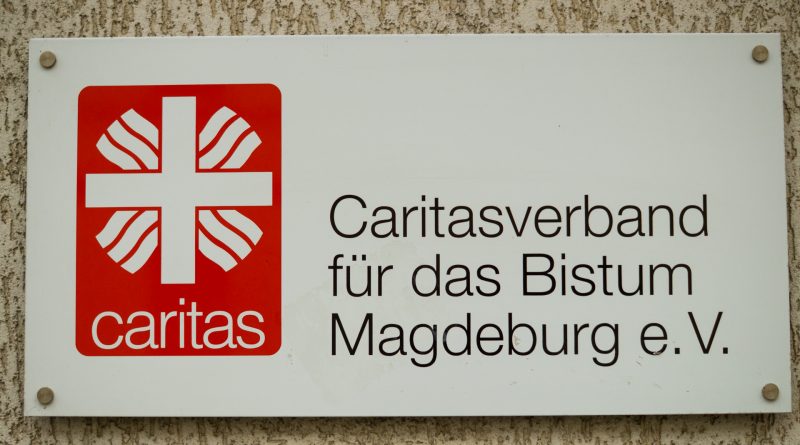 caritas
Caritasverband
für das Bistum
Magdeburg e.V.